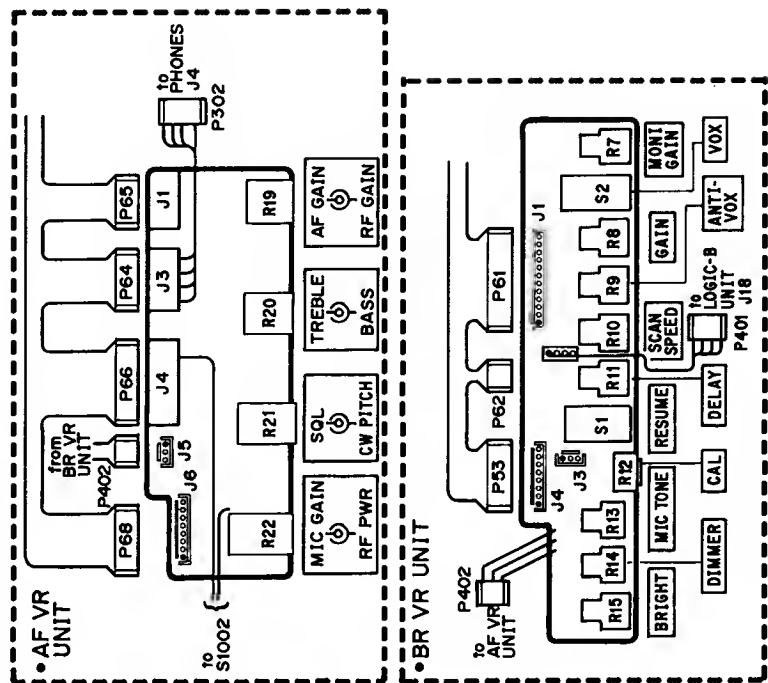 • AF VR
UNIT
P68
P402
from
BR VR
UNIT
P66
P64
P65
to
PHONES
J4
P302
J6
J5
J4
J3
J1
to
S1002
R22
R21
R20
R19
MIC GAIN
RF PWR
SQL
CW PITCH
TREBLE
BASS
AF GAIN
RF GAIN
• BR VR UNIT
P402
to
AF VR
UNIT
P53
P62
P61
J4
J3
J1
R15
R14
R13
R12
S1
R11
R10
R9
R8
S2
R7
BRIGHT
MIC TONE
RESUME
SCAN
SPEED
GAIN
MONI
GAIN
DIMMER
CAL
DELAY
P401
to
LOGIC-B
UNIT
J18
ANTI-
VOX
VOX